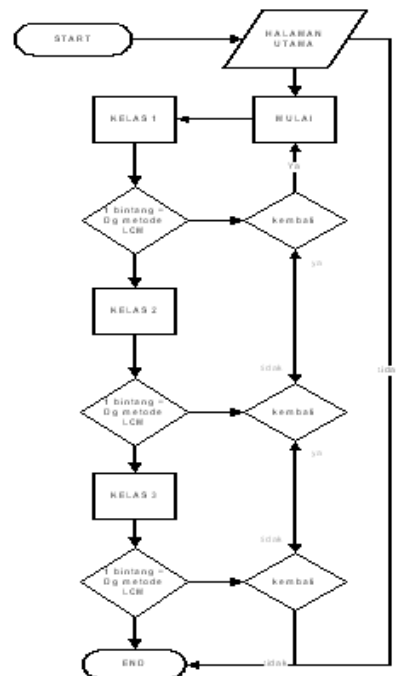 START
HALAMAN
UTAMA
KELAS 1
MULAI
Ya
1 bintang =
Dg metode
LCM
kembali
ya
KELAS 2
tidak
1 bintang =
Dg metode
LCM
kembali
ya
KELAS 3
tidak
1 bintang =
Dg metode
LCM
kembali
END
tidak